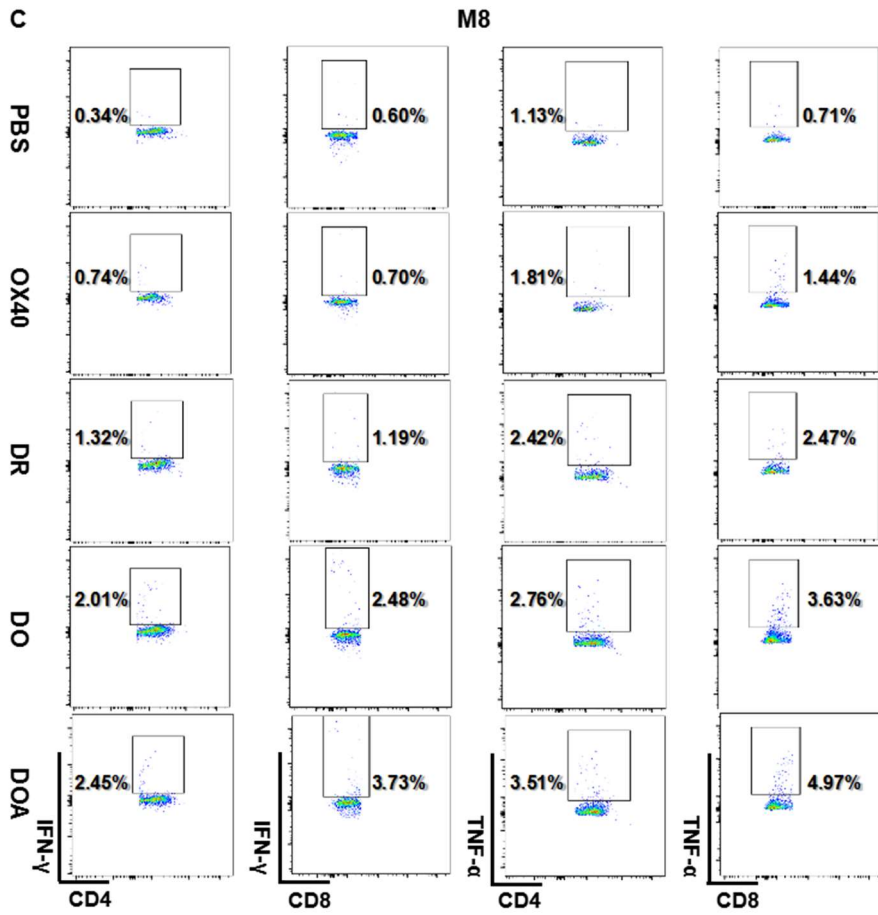 C
M8
PBS
0.34%
0.60%
1.13%
0.71%
OX40
0.74%
0.70%
1.81%
1.44%
DR
1.32%
1.19%
2.42%
2.47%
DO
2.01%
2.48%
2.76%
3.63%
DOA
2.45%
3.73%
3.51%
4.97%
IFN-γ
IFN-γ
TNF-α
TNF-α
CD4
CD8
CD4
CD8